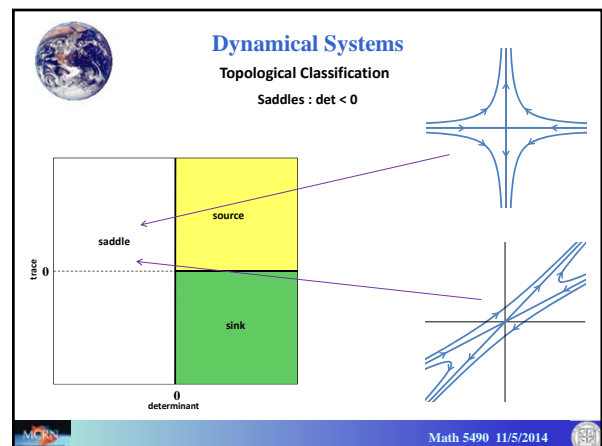 Dynamical Systems
Topological Classification
Saddles : det < 0
source
saddle
trace
0
sink
0
determinant
MCRN
Math 5490 11/5/2014